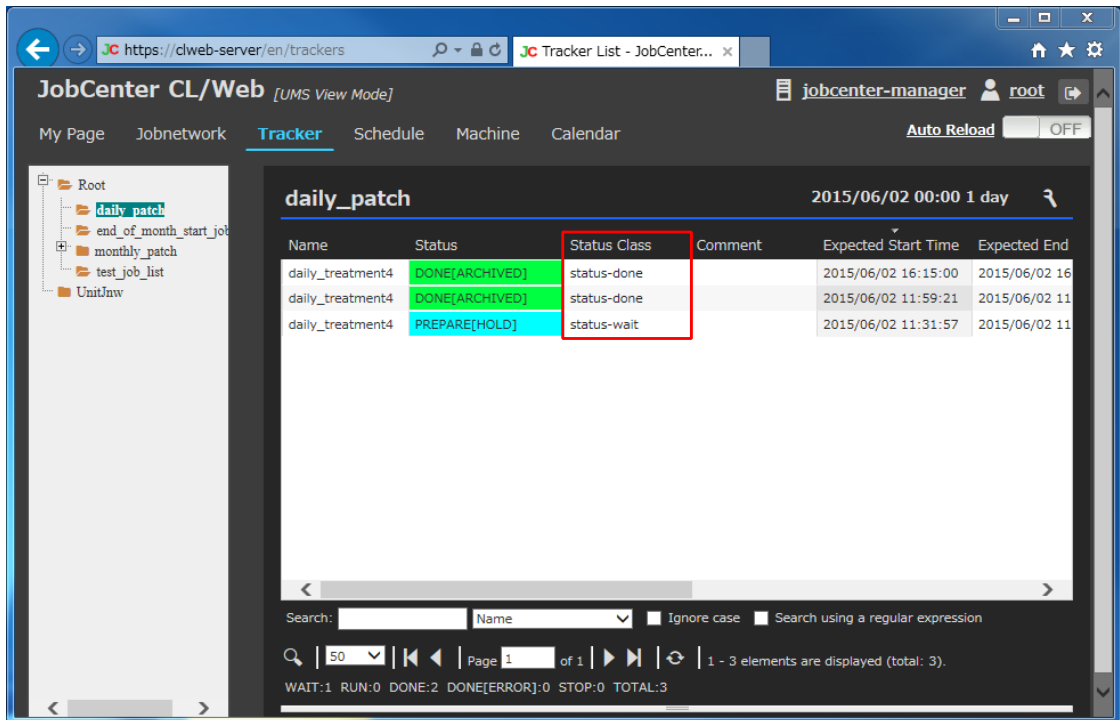 x
JC https://clweb-server/en/trackers
JC Tracker List - JobCenter... ×
JobCenter CL/Web [UMS View Mode]
jobcenter-manager root
My Page Jobnetwork Tracker Schedule Machine Calendar
Auto Reload OFF
Root
daily_patch
end_of_month_start_job
monthly_patch
test_job_list
UnitJnw
daily_patch 2015/06/02 00:00 1 day
Name Status Status Class Comment Expected Start Time Expected End
daily_treatment4 DONE[ARCHIVED] status-done 2015/06/02 16:15:00 2015/06/02 16
daily_treatment4 DONE[ARCHIVED] status-done 2015/06/02 11:59:21 2015/06/02 11
daily_treatment4 PREPARE[HOLD] status-wait 2015/06/02 11:31:57 2015/06/02 11
Search: Name Ignore case Search using a regular expression
50 Page 1 of 1 1 - 3 elements are displayed (total: 3).
WAIT:1 RUN:0 DONE:2 DONE[ERROR]:0 STOP:0 TOTAL:3